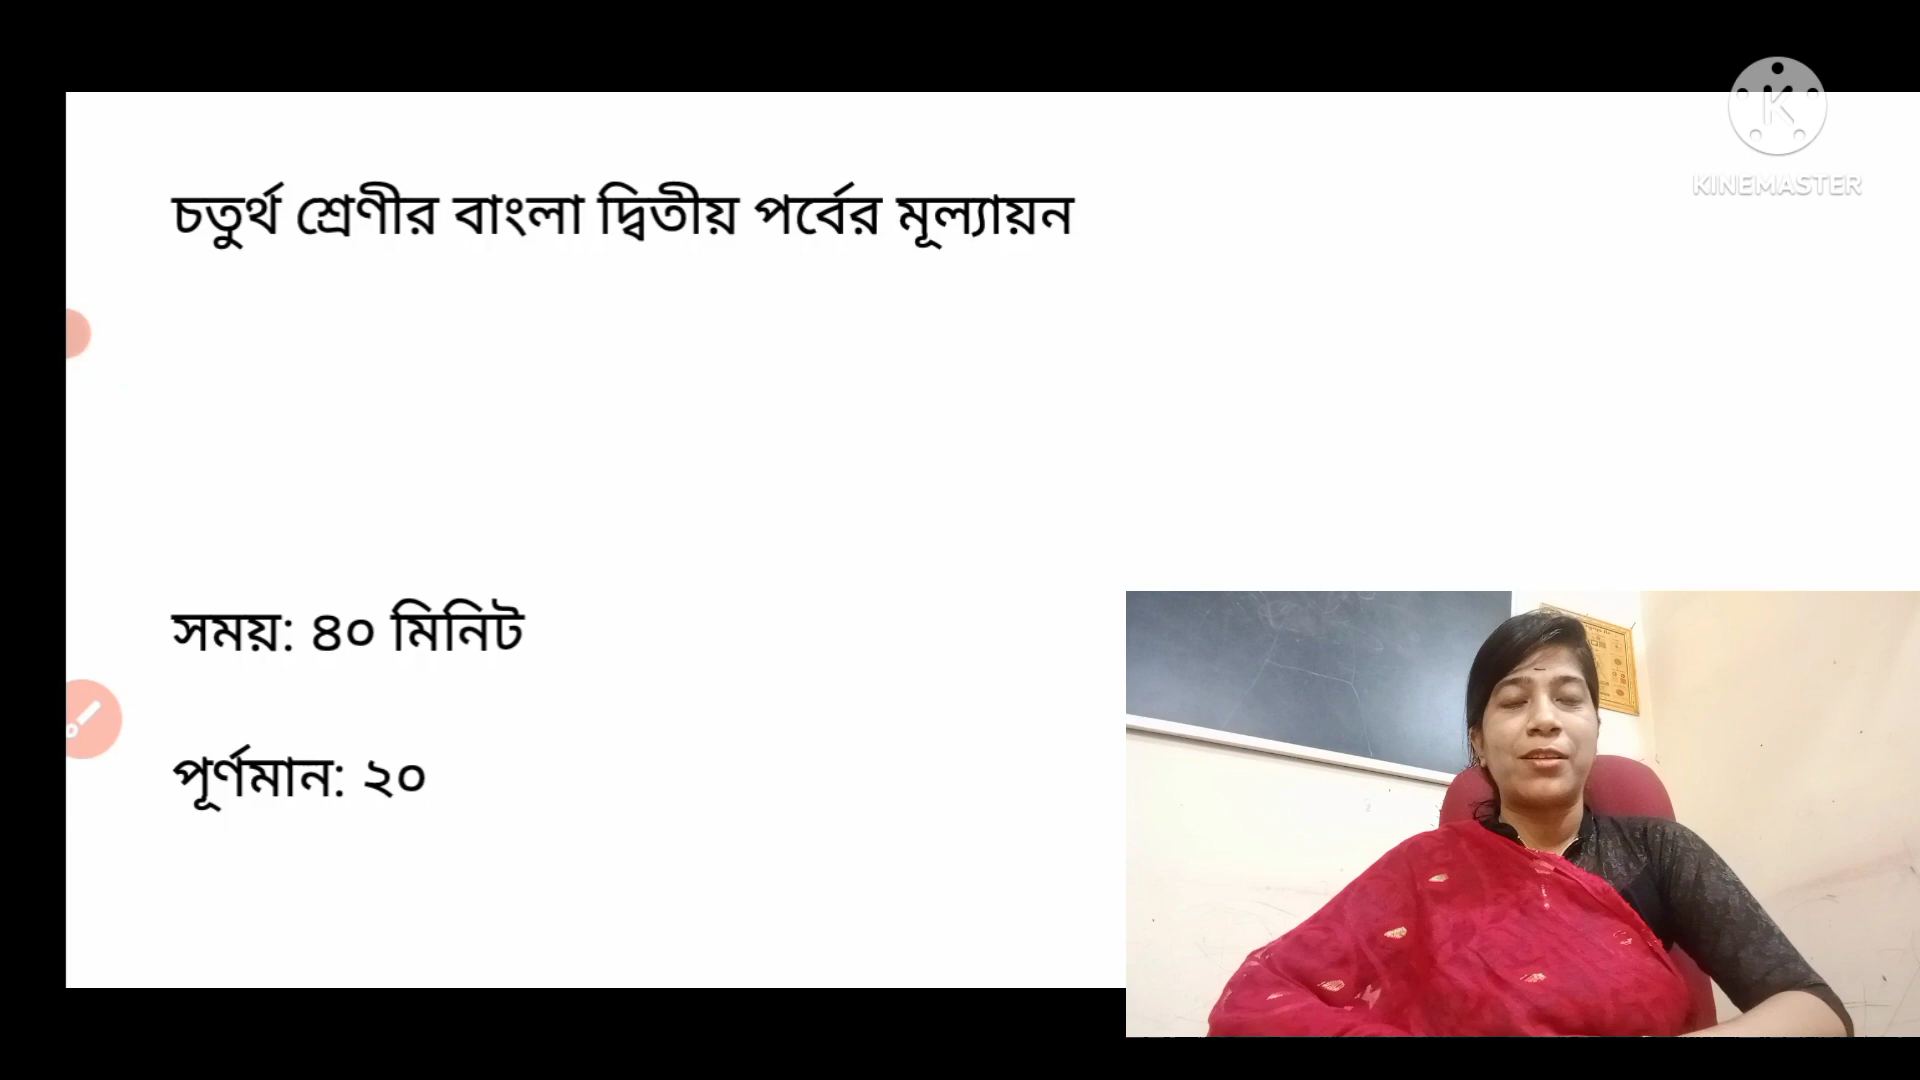 চতুর্থ শ্রেণীর বাংলা দ্বিতীয় পর্বের মূল্যায়ন
সময়: ৪০ মিনিট
পূর্ণমান: ২০
K
KINEMASTER